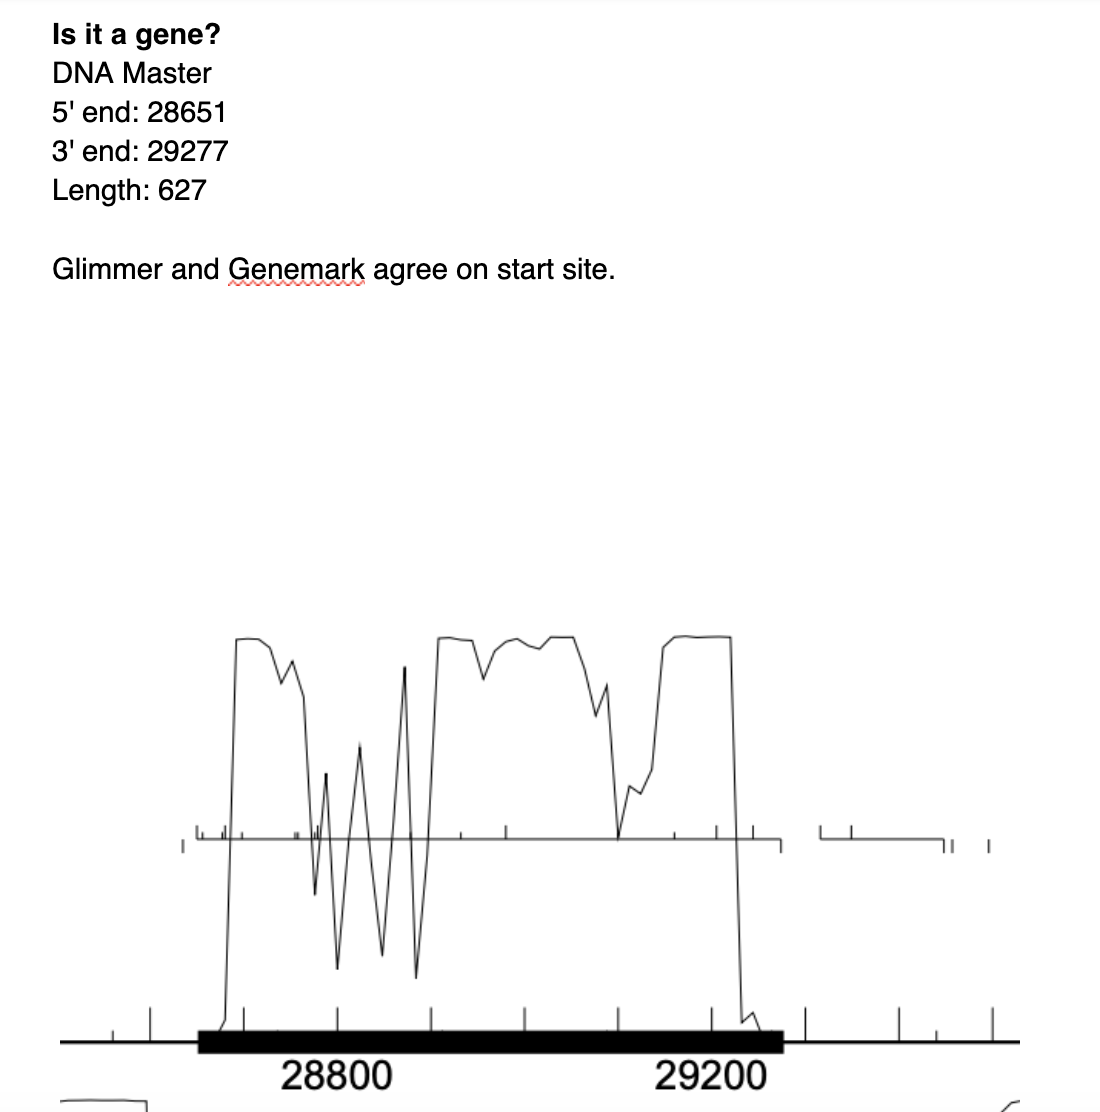 Is it a gene?
DNA Master
5' end: 28651
3' end: 29277
Length: 627
Glimmer and Genemark agree on start site.
28800 29200